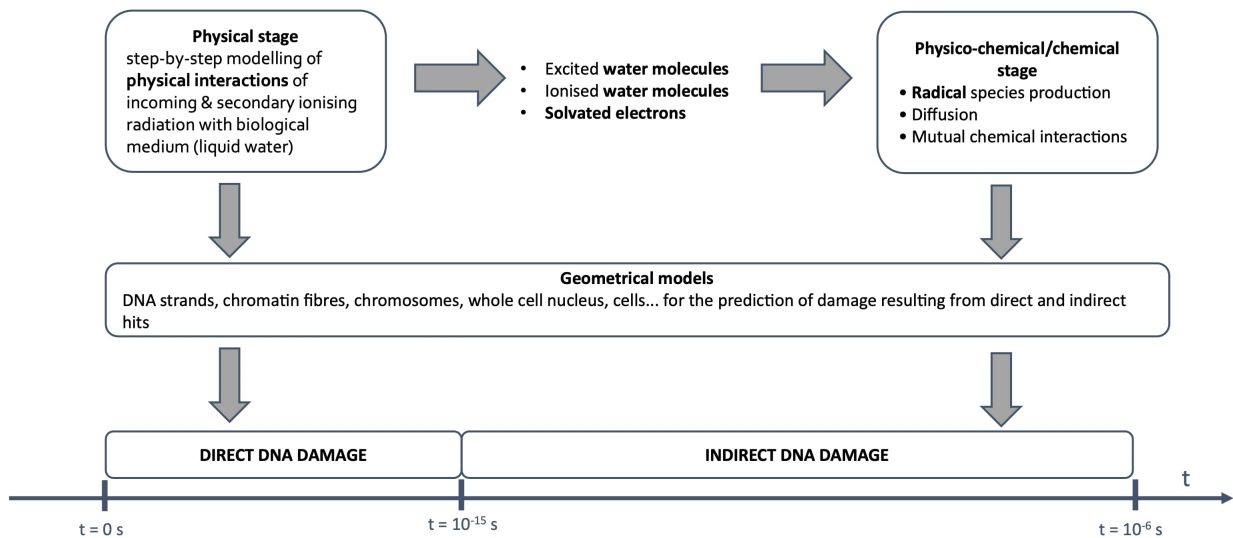 Physical stage
step-by-step modelling of
physical interactions of
incoming & secondary ionising
radiation with biological
medium (liquid water)
• Excited water molecules
• Ionised water molecules
• Solvated electrons
Physico-chemical/chemical
stage
• Radical species production
• Diffusion
• Mutual chemical interactions
Geometrical models
DNA strands, chromatin fibres, chromosomes, whole cell nucleus, cells... for the prediction of damage resulting from direct and indirect
hits
DIRECT DNA DAMAGE
INDIRECT DNA DAMAGE
t
t = 0 s
t = 10⁻¹⁵ s
t = 10⁻⁶ s